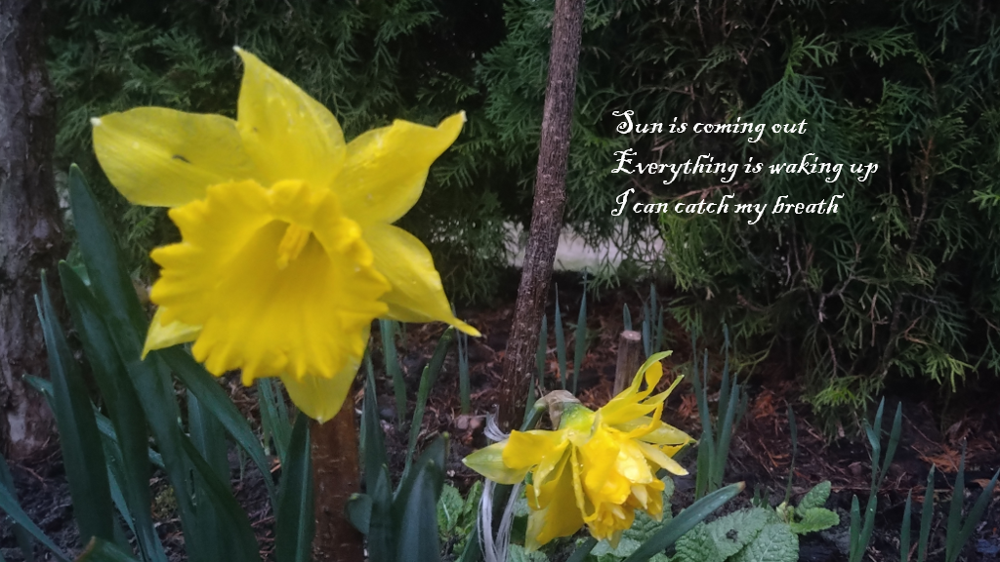 Sun is coming out
Everything is waking up
I can catch my breath